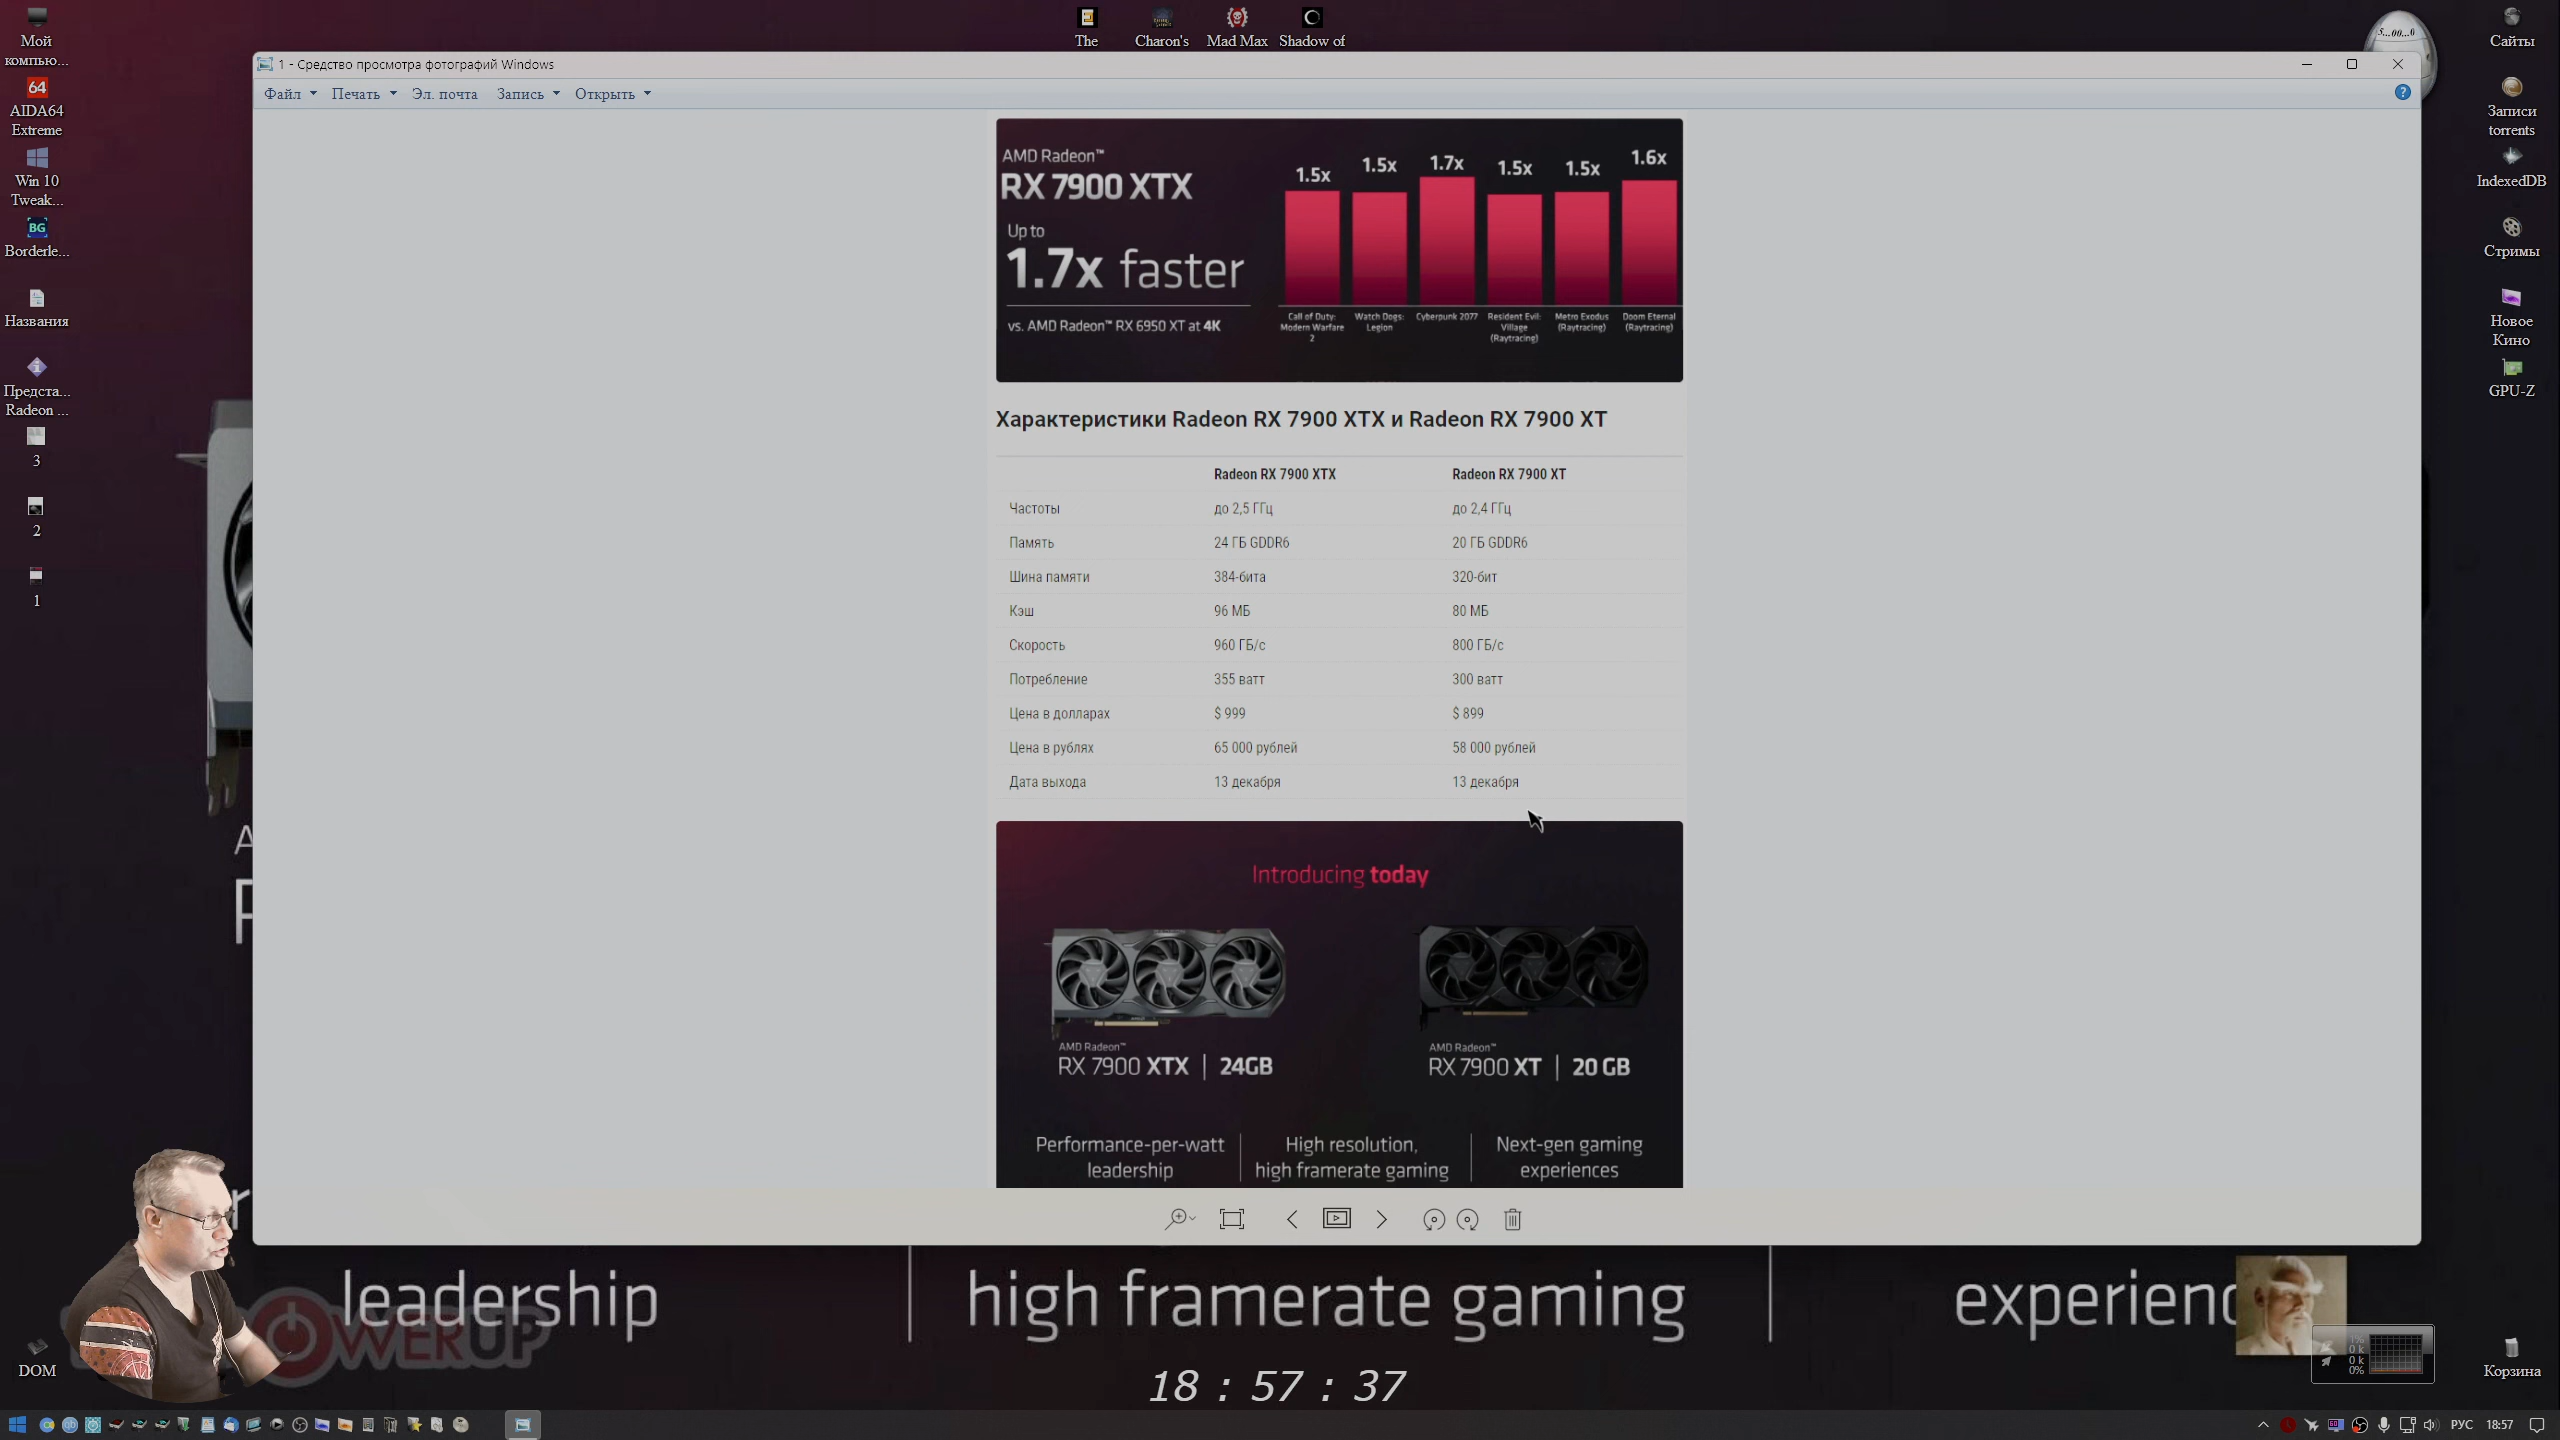 Мой
компью...
AIDA64
Extreme
Win 10
Tweak...
Borderle...
Названия
Предста...
Radeon ...
3
2
1
DOM
The
Charon's
Mad Max
Shadow of
Сайты
Записи
torrents
IndexedDB
Стримы
Новое
Кино
GPU-Z
Корзина
1 - Средство просмотра фотографий Windows
Файл
Печать
Эл. почта
Запись
Открыть
AMD Radeon™
RX 7900 XTX
Up to
1.7x faster
vs. AMD Radeon™ RX 6950 XT at 4K
1.5x 1.5x 1.7x 1.5x 1.5x 1.6x
Call of Duty:
Modern Warfare
2
Watch Dogs:
Legion
Cyberpunk 2077
Resident Evil:
Village
(Raytracing)
Metro Exodus
(Raytracing)
Doom Eternal
(Raytracing)
Характеристики Radeon RX 7900 XTX и Radeon RX 7900 XT
Radeon RX 7900 XTX Radeon RX 7900 XT
Частоты до 2,5 ГГц до 2,4 ГГц
Память 24 ГБ GDDR6 20 ГБ GDDR6
Шина памяти 384-бита 320-бит
Кэш 96 МБ 80 МБ
Скорость 960 ГБ/с 800 ГБ/с
Потребление 355 ватт 300 ватт
Цена в долларах $ 999 $ 899
Цена в рублях 65 000 рублей 58 000 рублей
Дата выхода 13 декабря 13 декабря
Introducing today
AMD Radeon™
RX 7900 XTX | 24GB
AMD Radeon™
RX 7900 XT | 20 GB
Performance-per-watt
leadership
High resolution,
high framerate gaming
Next-gen gaming
experiences
leadership
high framerate gaming
experienc
WERUP
18 : 57 : 37
1%
0 k
0 k
0%
РУС
18:57